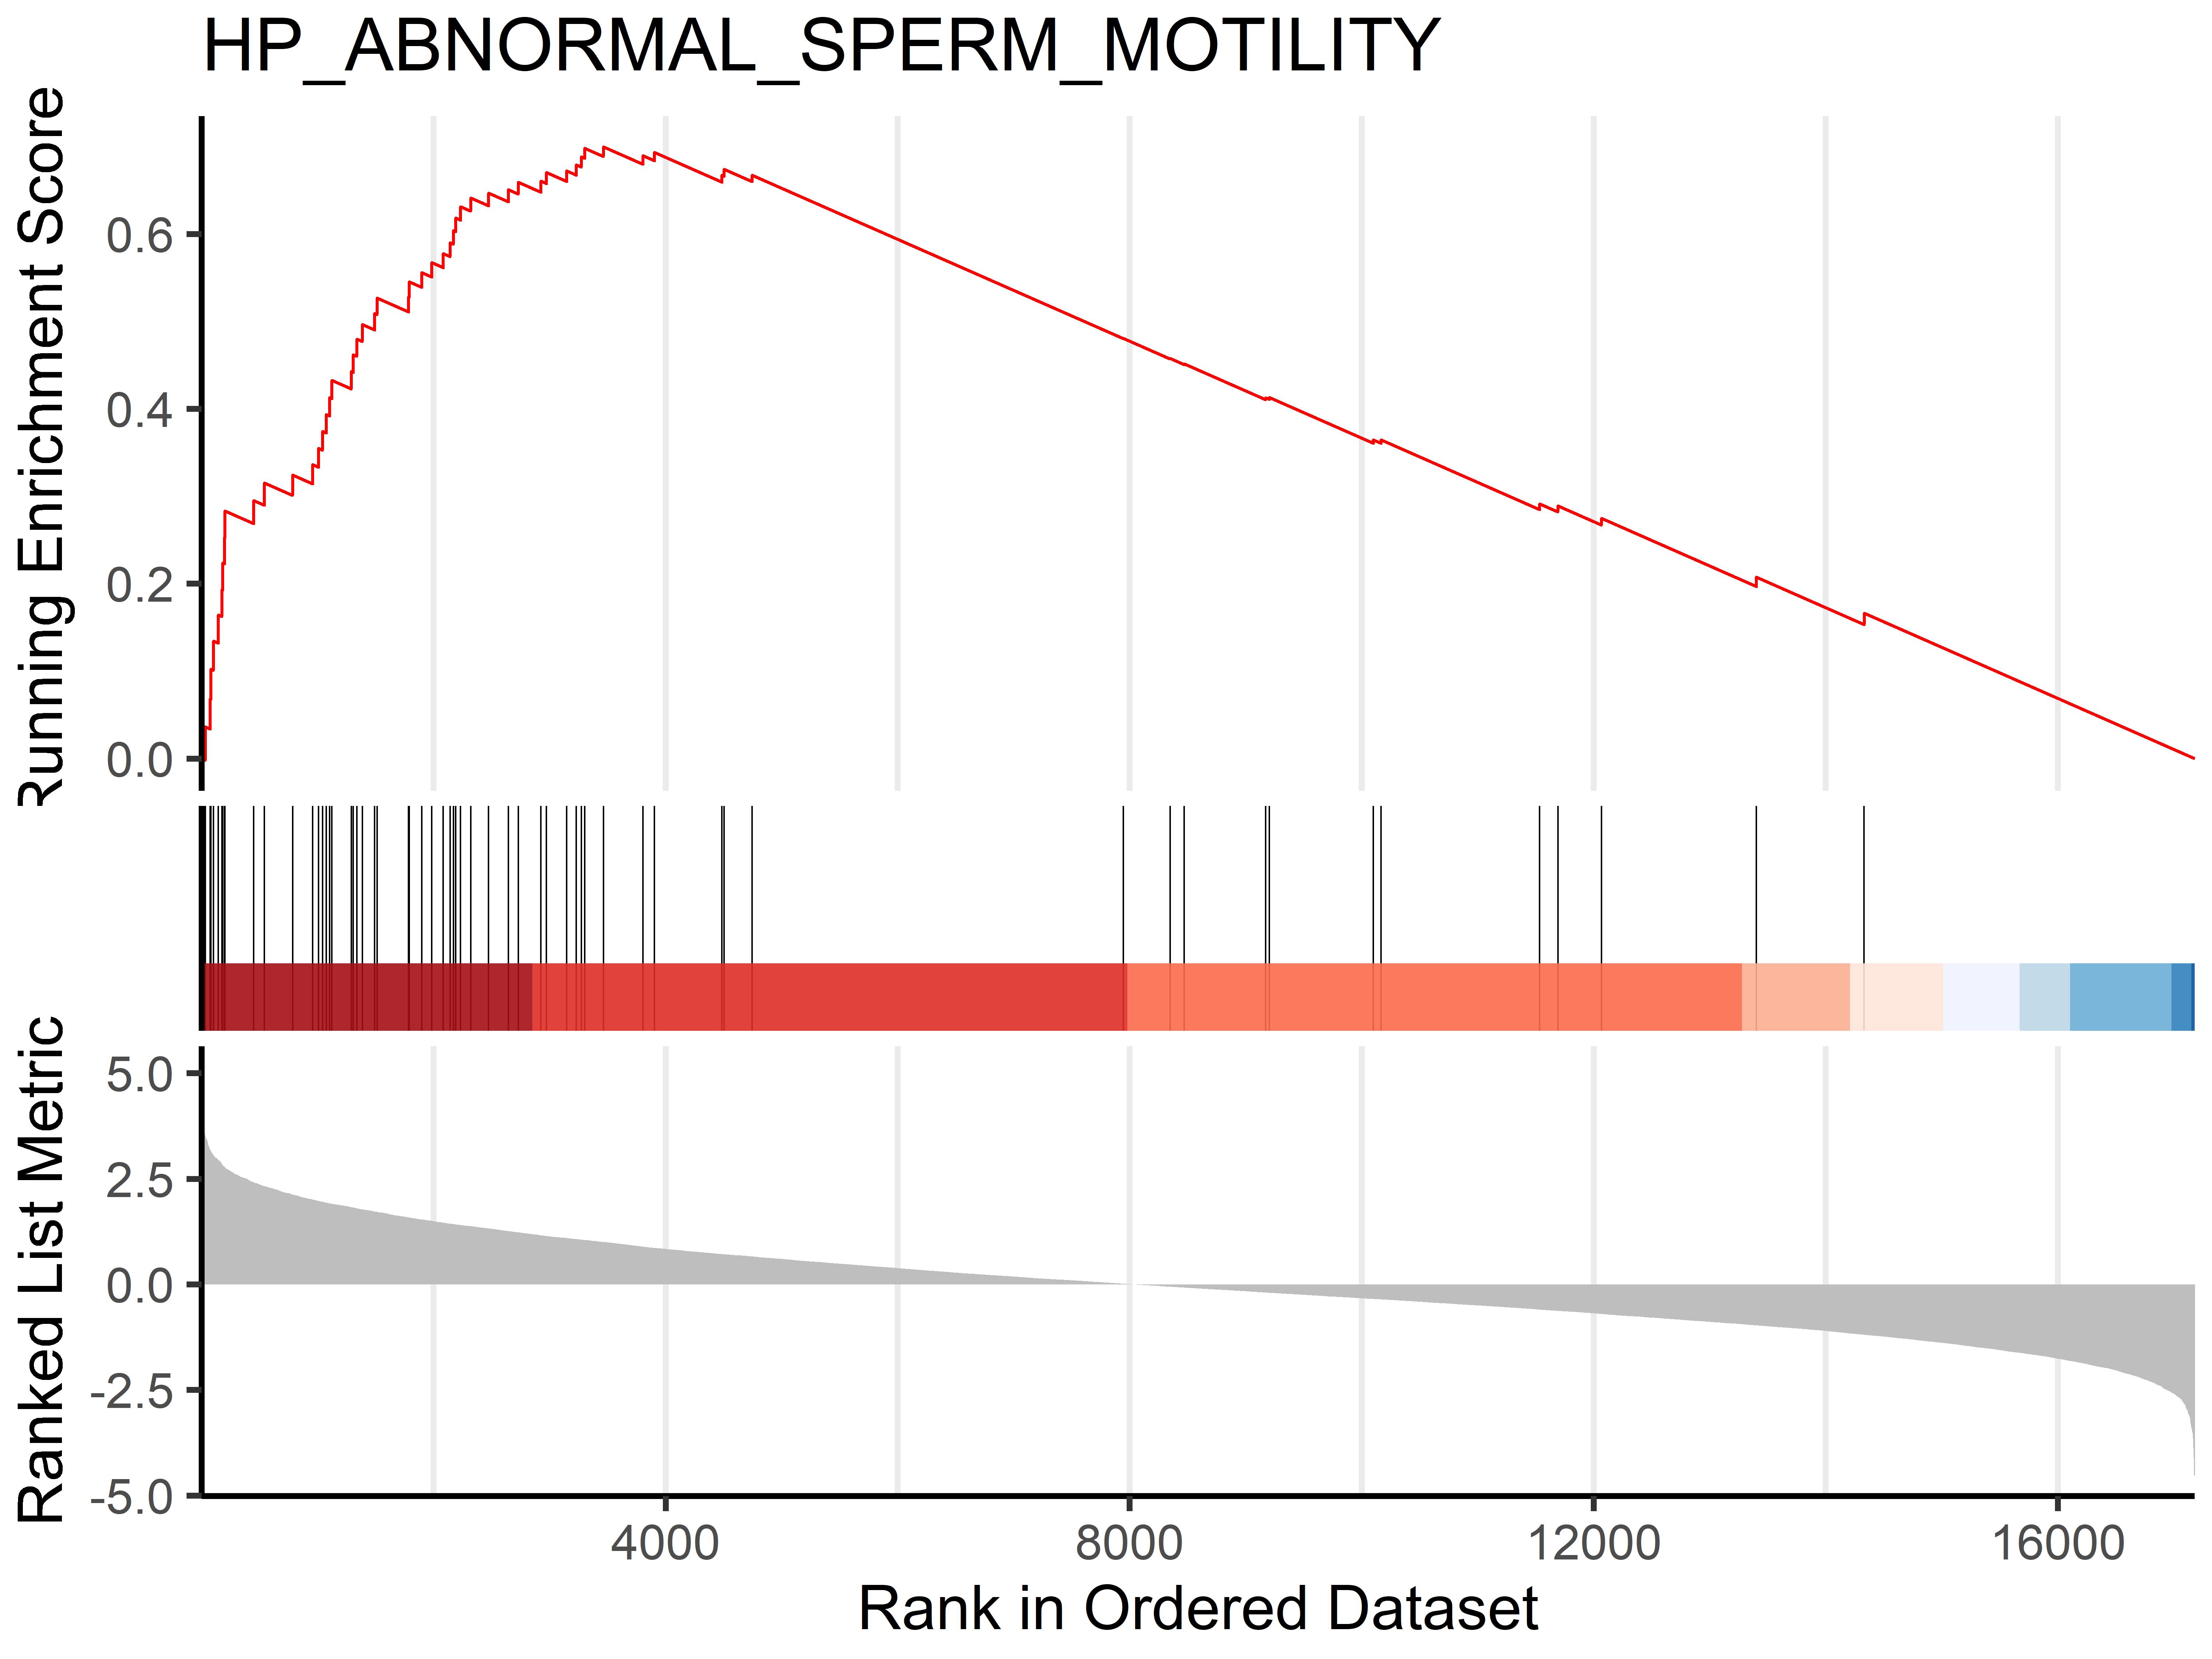 HP_ABNORMAL_SPERM_MOTILITY
Running Enrichment Score
0.6
0.4
0.2
0.0
Ranked List Metric
5.0
2.5
0.0
-2.5
-5.0
4000 8000 12000 16000
Rank in Ordered Dataset